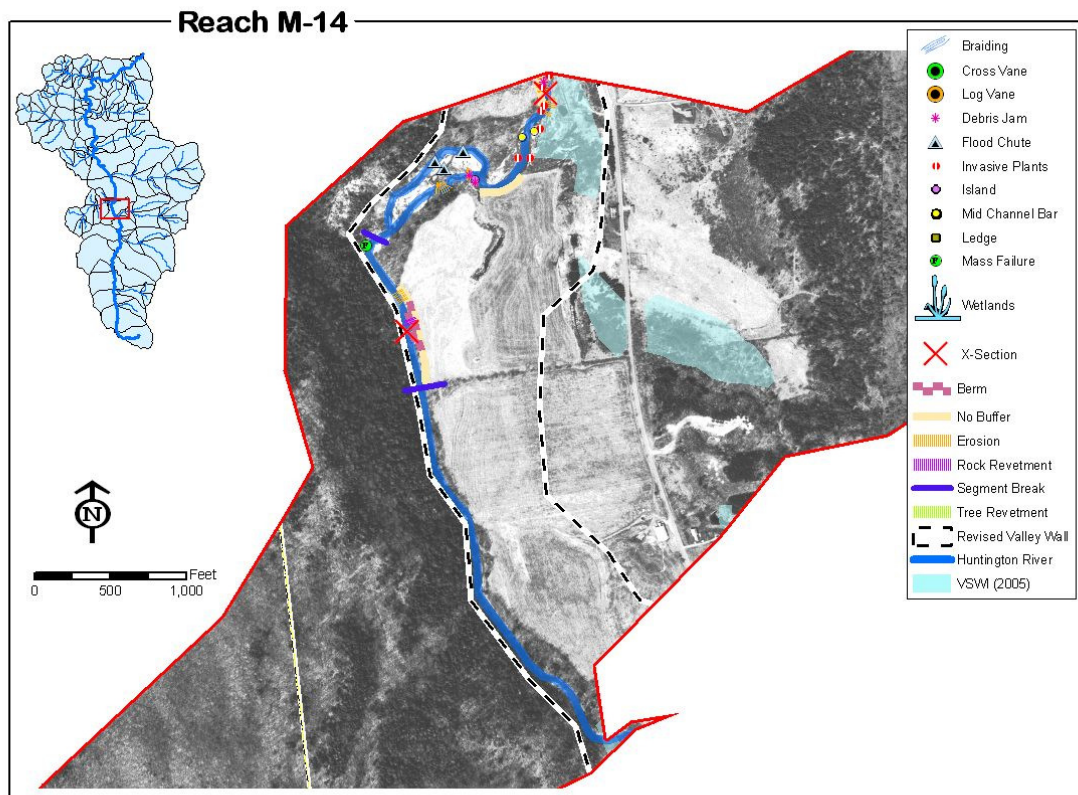 Reach M-14
Braiding
Cross Vane
Log Vane
Debris Jam
Flood Chute
Invasive Plants
Island
Mid Channel Bar
Ledge
F Mass Failure
Wetlands
X-Section
Berm
No Buffer
Erosion
Rock Revetment
Segment Break
Tree Revetment
Revised Valley Wall
Huntington River
VSWI (2005)
F
N
Feet
0 500 1,000